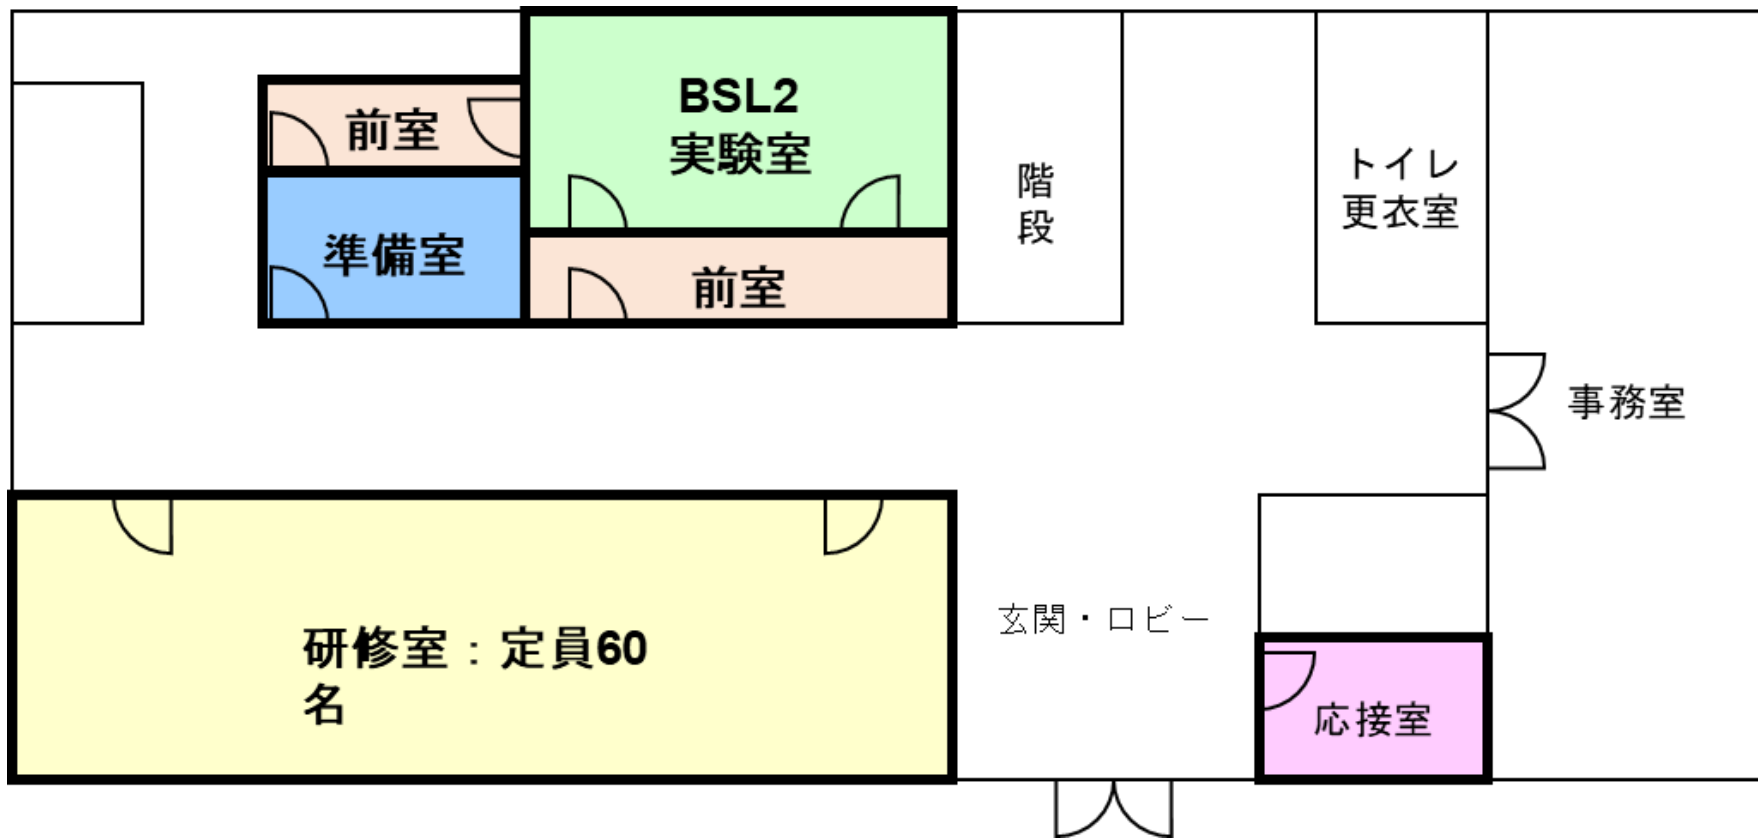 BSL2
実験室
前室
準備室
前室
階
段
トイレ
更衣室
事務室
研修室：定員60
名
玄関・ロビー
応接室